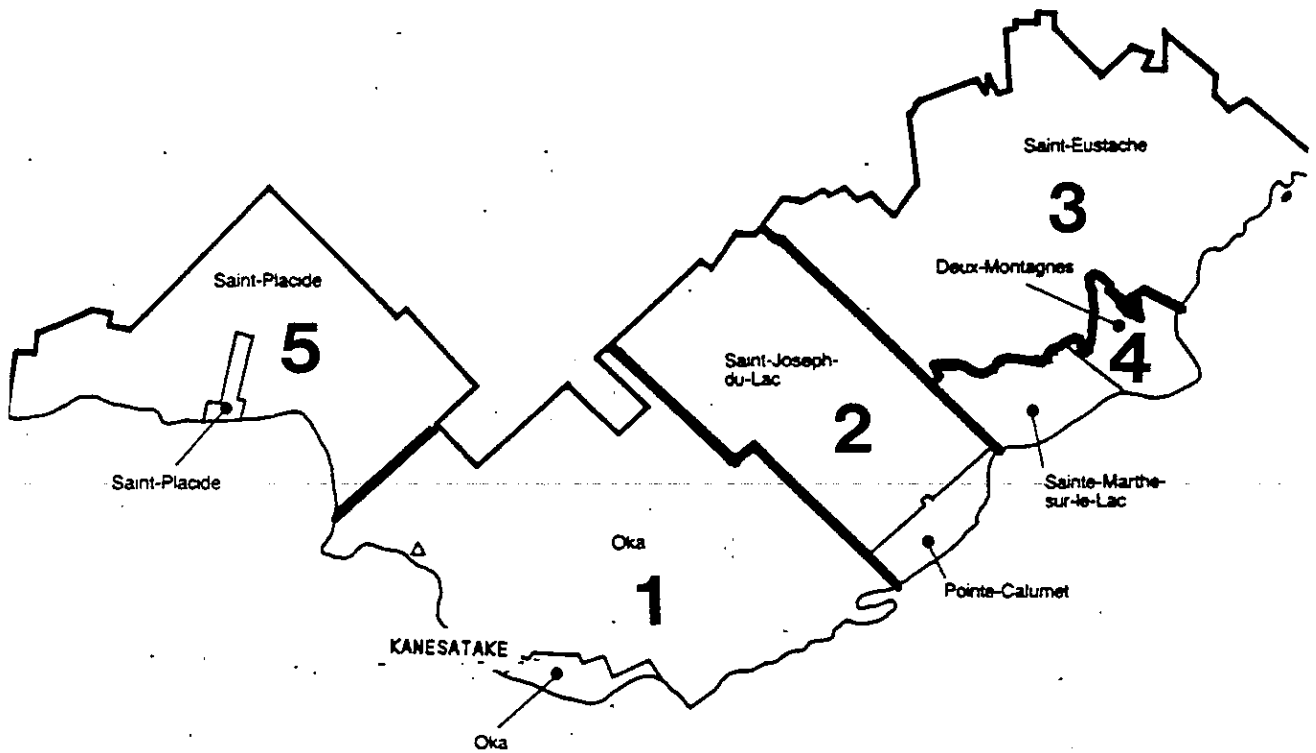 Saint-Eustache
3
Deux-Montagnes
Saint-Placide
5
4
Saint-Joseph-
du-Lac
2
Saint-Placide
Sainte-Marthe-
sur-le-Lac
Oka
1
Pointe-Calumet
KANESATAKE
Oka